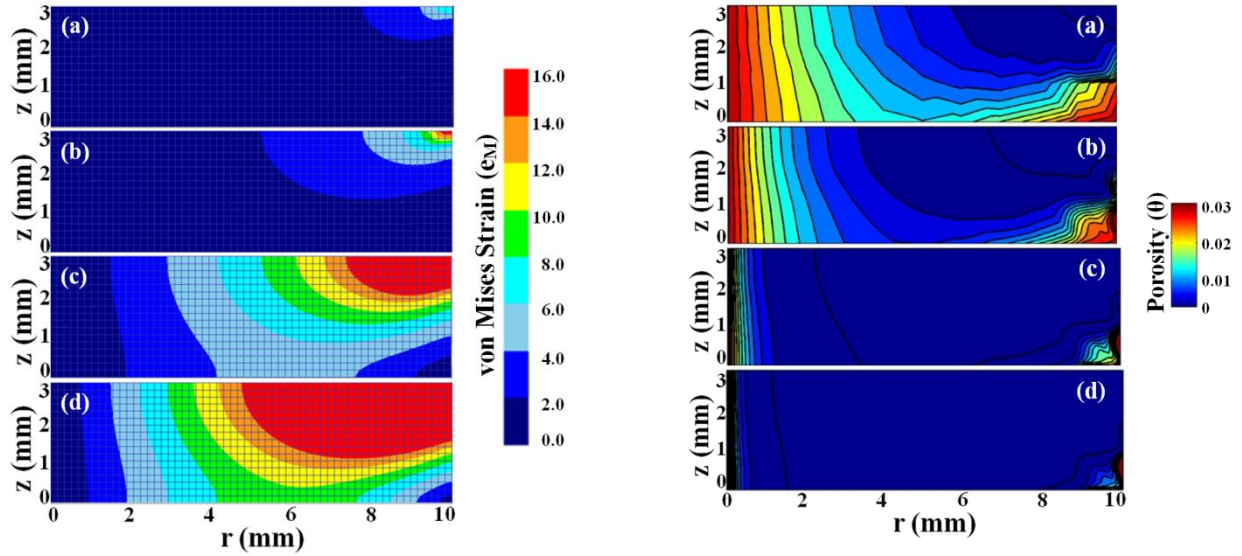 (a)
z (mm)
3
2
1
0
(b)
z (mm)
3
2
1
0
(c)
z (mm)
3
2
1
0
(d)
z (mm)
3
2
1
0
0 2 4 6 8 10
r (mm)
von Mises Strain (eM)
16.0
14.0
12.0
10.0
8.0
6.0
4.0
2.0
0.0
(a)
z (mm)
3
2
1
0
(b)
z (mm)
3
2
1
0
(c)
z (mm)
3
2
1
0
(d)
z (mm)
3
2
1
0
0 2 4 6 8 10
r (mm)
Porosity (θ)
0.03
0.02
0.01
0